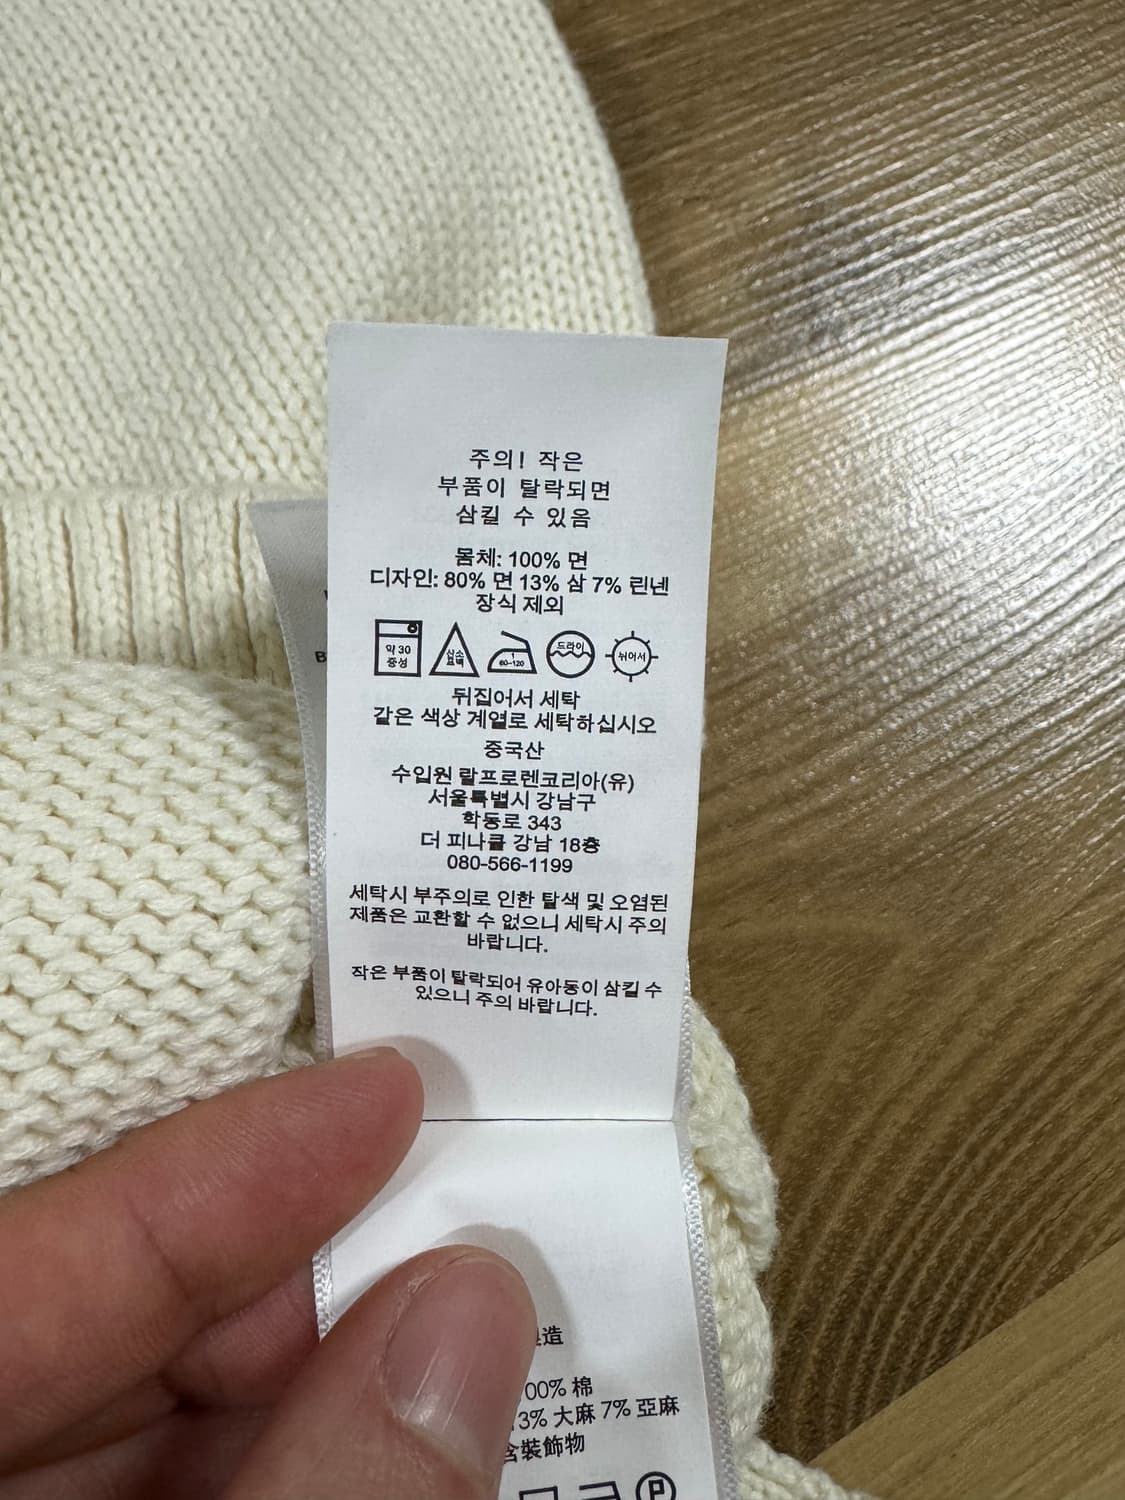 주의! 작은
부품이 탈락되면
삼킬 수 있음
몸체: 100% 면
디자인: 80% 면 13% 삼 7% 린넨
장식 제외
약 30
중성
산소
표백
1
60-120
드라이
뉘어서
뒤집어서 세탁
같은 색상 계열로 세탁하십시오
중국산
수입원 랄프로렌코리아(유)
서울특별시 강남구
학동로 343
더 피나클 강남 18층
080-566-1199
세탁시 부주의로 인한 탈색 및 오염된
제품은 교환할 수 없으니 세탁시 주의
바랍니다.
작은 부품이 탈락되어 유아동이 삼킬 수
있으니 주의 바랍니다.
B
造
00% 棉
3% 大麻 7% 亞麻
含裝飾物
P